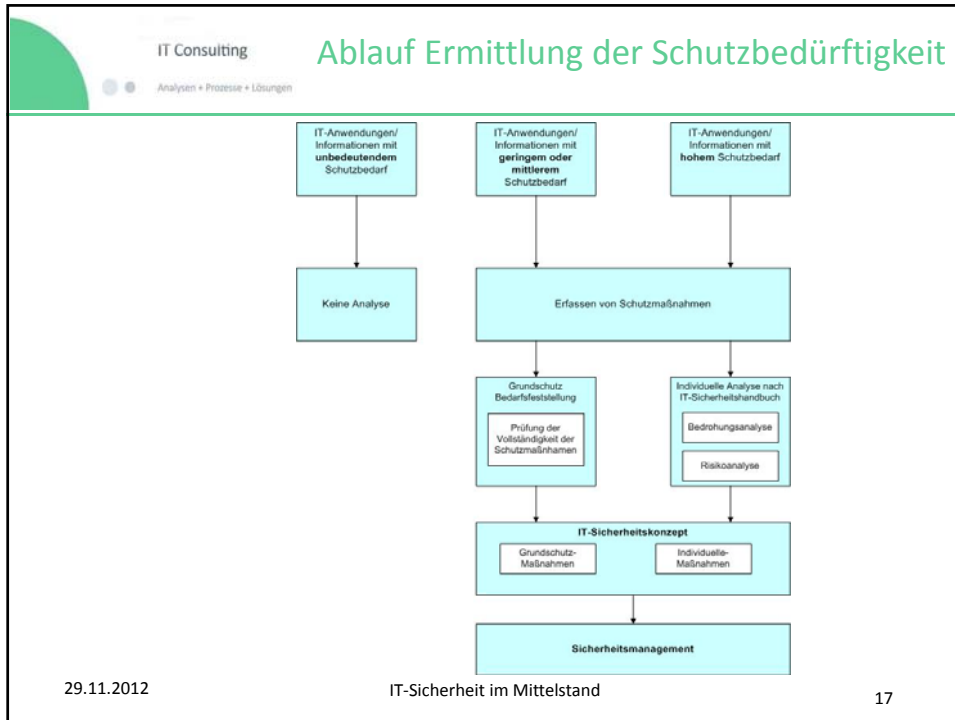 IT Consulting
Analysen + Prozesse + Lösungen
Ablauf Ermittlung der Schutzbedürftigkeit
IT-Anwendungen/
Informationen mit
unbedeutendem
Schutzbedarf
IT-Anwendungen/
Informationen mit
geringem oder
mittlerem
Schutzbedarf
IT-Anwendungen/
Informationen mit
hohem Schutzbedarf
Keine Analyse
Erfassen von Schutzmaßnahmen
Grundschutz
Bedarfsfeststellung
Prüfung der
Vollständigkeit der
Schutzmaßnhamen
Individuelle Analyse nach
IT-Sicherheitshandbuch
Bedrohungsanalyse
Risikoanalyse
IT-Sicherheitskonzept
Grundschutz-
Maßnahmen
Individuelle-
Maßnahmen
Sicherheitsmanagement
29.11.2012
IT-Sicherheit im Mittelstand
17